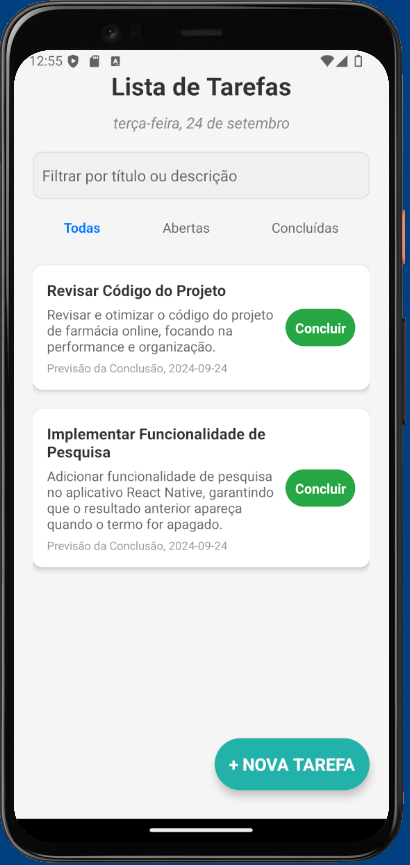 12:55
Lista de Tarefas
terça-feira, 24 de setembro
Filtrar por título ou descrição
Todas Abertas Concluídas
Revisar Código do Projeto
Revisar e otimizar o código do projeto
de farmácia online, focando na
performance e organização.
Previsão da Conclusão, 2024-09-24
Concluir
Implementar Funcionalidade de
Pesquisa
Adicionar funcionalidade de pesquisa
no aplicativo React Native, garantindo
que o resultado anterior apareça
quando o termo for apagado.
Previsão da Conclusão, 2024-09-24
Concluir
+ NOVA TAREFA